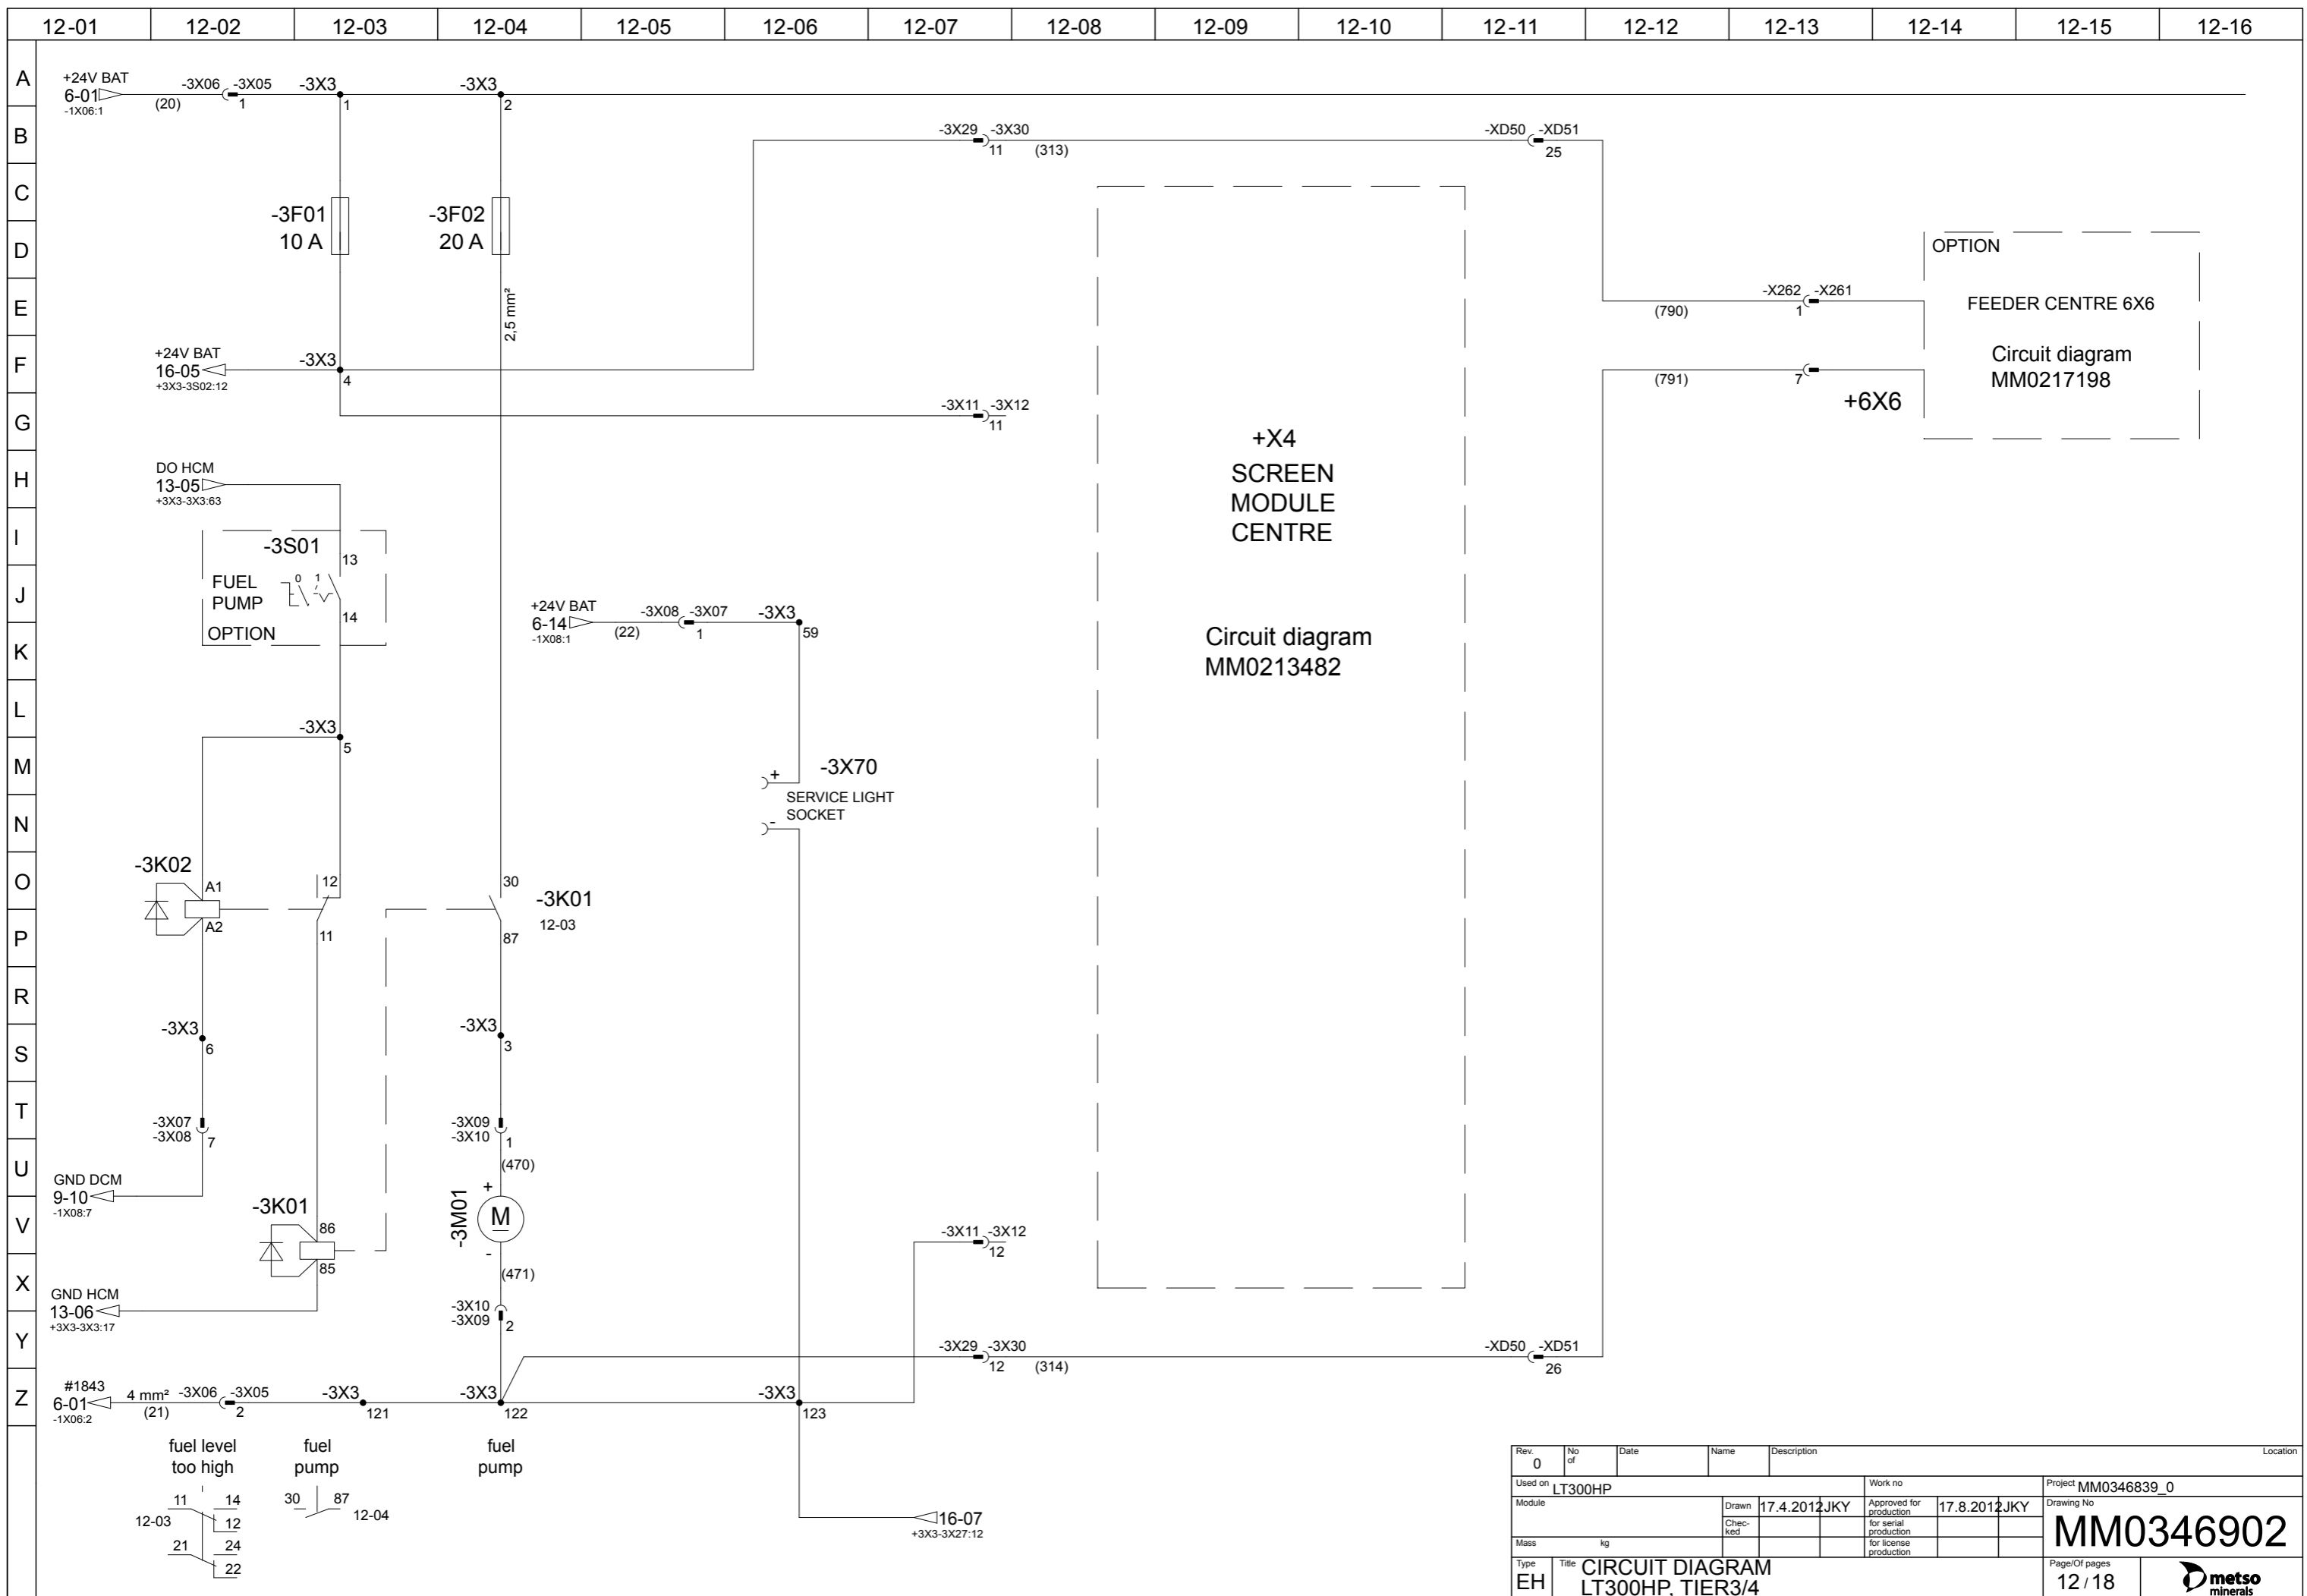 12-01 12-02 12-03 12-04 12-05 12-06 12-07 12-08 12-09 12-10 12-11 12-12 12-13 12-14 12-15 12-16
A
B
C
D
E
F
G
H
I
J
K
L
M
N
O
P
R
S
T
U
V
X
Y
Z
+24V BAT
6-01
-1X06:1
(20)
-3X06 -3X05
1
-3X3
1
-3X3
2
-3X29 -3X30
11
(313)
-XD50 -XD51
25
-3F01
10 A
-3F02
20 A
2,5 mm²
OPTION
FEEDER CENTRE 6X6
Circuit diagram
MM0217198
-X262 -X261
(790)
1
(791)
7
+6X6
+24V BAT
16-05
+3X3-3S02:12
-3X3
4
-3X11 -3X12
11
DO HCM
13-05
+3X3-3X3:63
-3S01
13
FUEL
PUMP
0 1
14
OPTION
+X4
SCREEN
MODULE
CENTRE
Circuit diagram
MM0213482
+24V BAT
6-14
-1X08:1
(22)
-3X08 -3X07
1
-3X3
59
-3X3
5
-3X70
+
SERVICE LIGHT
SOCKET
-
-3K02
A1
A2
12
11
30
87
-3K01
12-03
-3X3
6
-3X3
3
-3X07
-3X08
7
-3X09
-3X10
1
(470)
GND DCM
9-10
-1X08:7
-3K01
86
85
-3M01
+
M
-
(471)
-3X11 -3X12
12
GND HCM
13-06
+3X3-3X3:17
-3X10
-3X09
2
-3X29 -3X30
12
(314)
-XD50 -XD51
26
#1843
6-01
-1X06:2
4 mm²
(21)
-3X06 -3X05
2
-3X3
121
-3X3
122
-3X3
123
fuel level
too high
fuel
pump
fuel
pump
11 14
12-03
12
21 24
22
30 87
12-04
16-07
+3X3-3X27:12
Rev. No of Date Name Description Location
0
Used on LT300HP Work no Project MM0346839_0
Module Drawn 17.4.2012 JKY Approved for production 17.8.2012 JKY Drawing No
Chec-ked for serial production MM0346902
Mass kg for license production
Type Title CIRCUIT DIAGRAM Page/Of pages
EH LT300HP, TIER3/4 12 / 18 metso
minerals